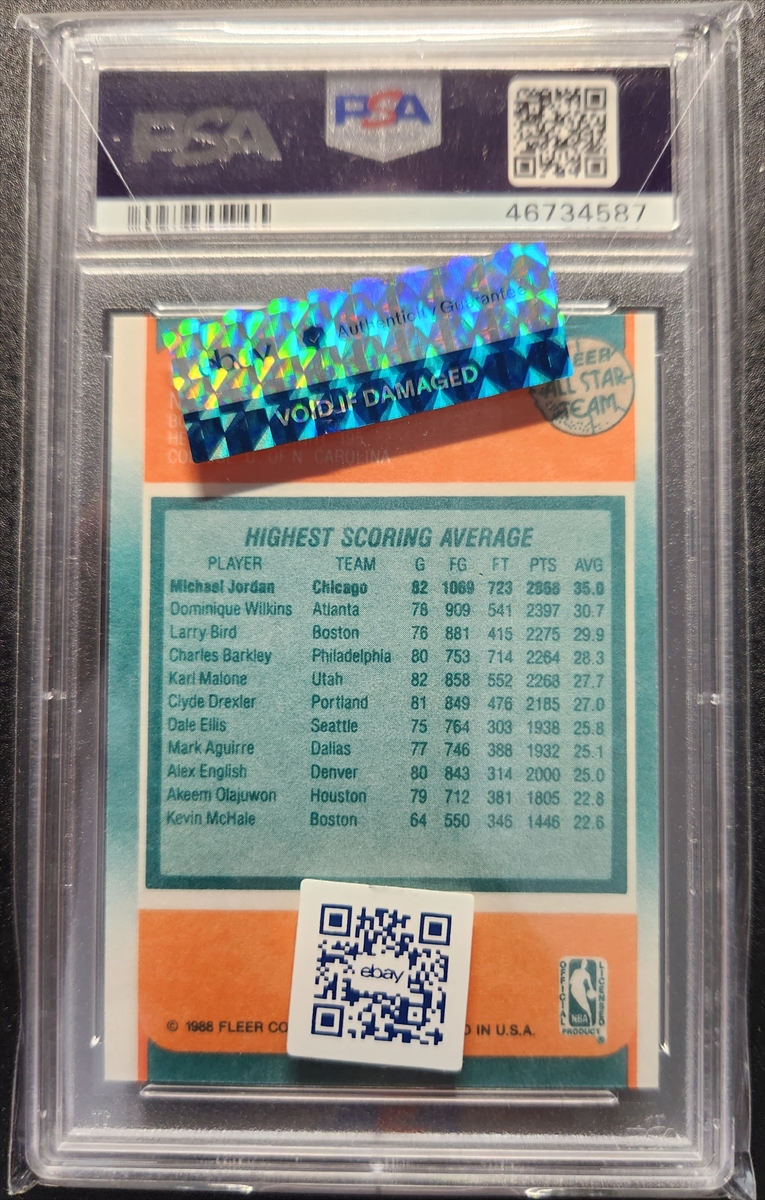 PSA
PSA
46734587
ebay Authenticity Guarantee
VOID IF DAMAGED
FLEER
ALL STAR
TEAM
OF N. CAROLINA
HIGHEST SCORING AVERAGE
PLAYER TEAM G FG FT PTS AVG
Michael Jordan Chicago 82 1069 723 2868 35.0
Dominique Wilkins Atlanta 78 909 541 2397 30.7
Larry Bird Boston 76 881 415 2275 29.9
Charles Barkley Philadelphia 80 753 714 2264 28.3
Karl Malone Utah 82 858 552 2268 27.7
Clyde Drexler Portland 81 849 476 2185 27.0
Dale Ellis Seattle 75 764 303 1938 25.8
Mark Aguirre Dallas 77 746 388 1932 25.1
Alex English Denver 80 843 314 2000 25.0
Akeem Olajuwon Houston 79 712 381 1805 22.8
Kevin McHale Boston 64 550 346 1446 22.6
ebay
OFFICIAL LICENSED
NBA
PRODUCT
© 1988 FLEER CO D IN U.S.A.